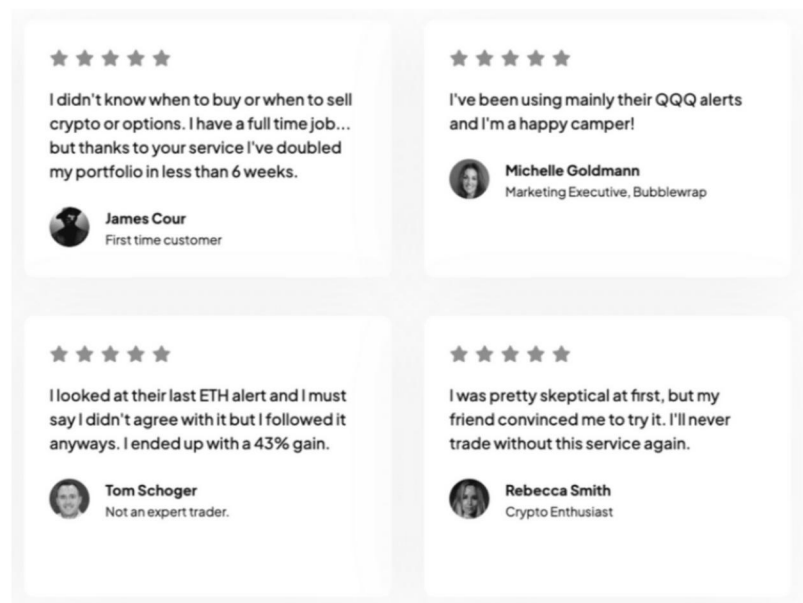 I didn't know when to buy or when to sell
crypto or options. I have a full time job...
but thanks to your service I've doubled
my portfolio in less than 6 weeks.
James Cour
First time customer
I've been using mainly their QQQ alerts
and I'm a happy camper!
Michelle Goldmann
Marketing Executive, Bubblewrap
I looked at their last ETH alert and I must
say I didn't agree with it but I followed it
anyways. I ended up with a 43% gain.
Tom Schoger
Not an expert trader.
I was pretty skeptical at first, but my
friend convinced me to try it. I'll never
trade without this service again.
Rebecca Smith
Crypto Enthusiast